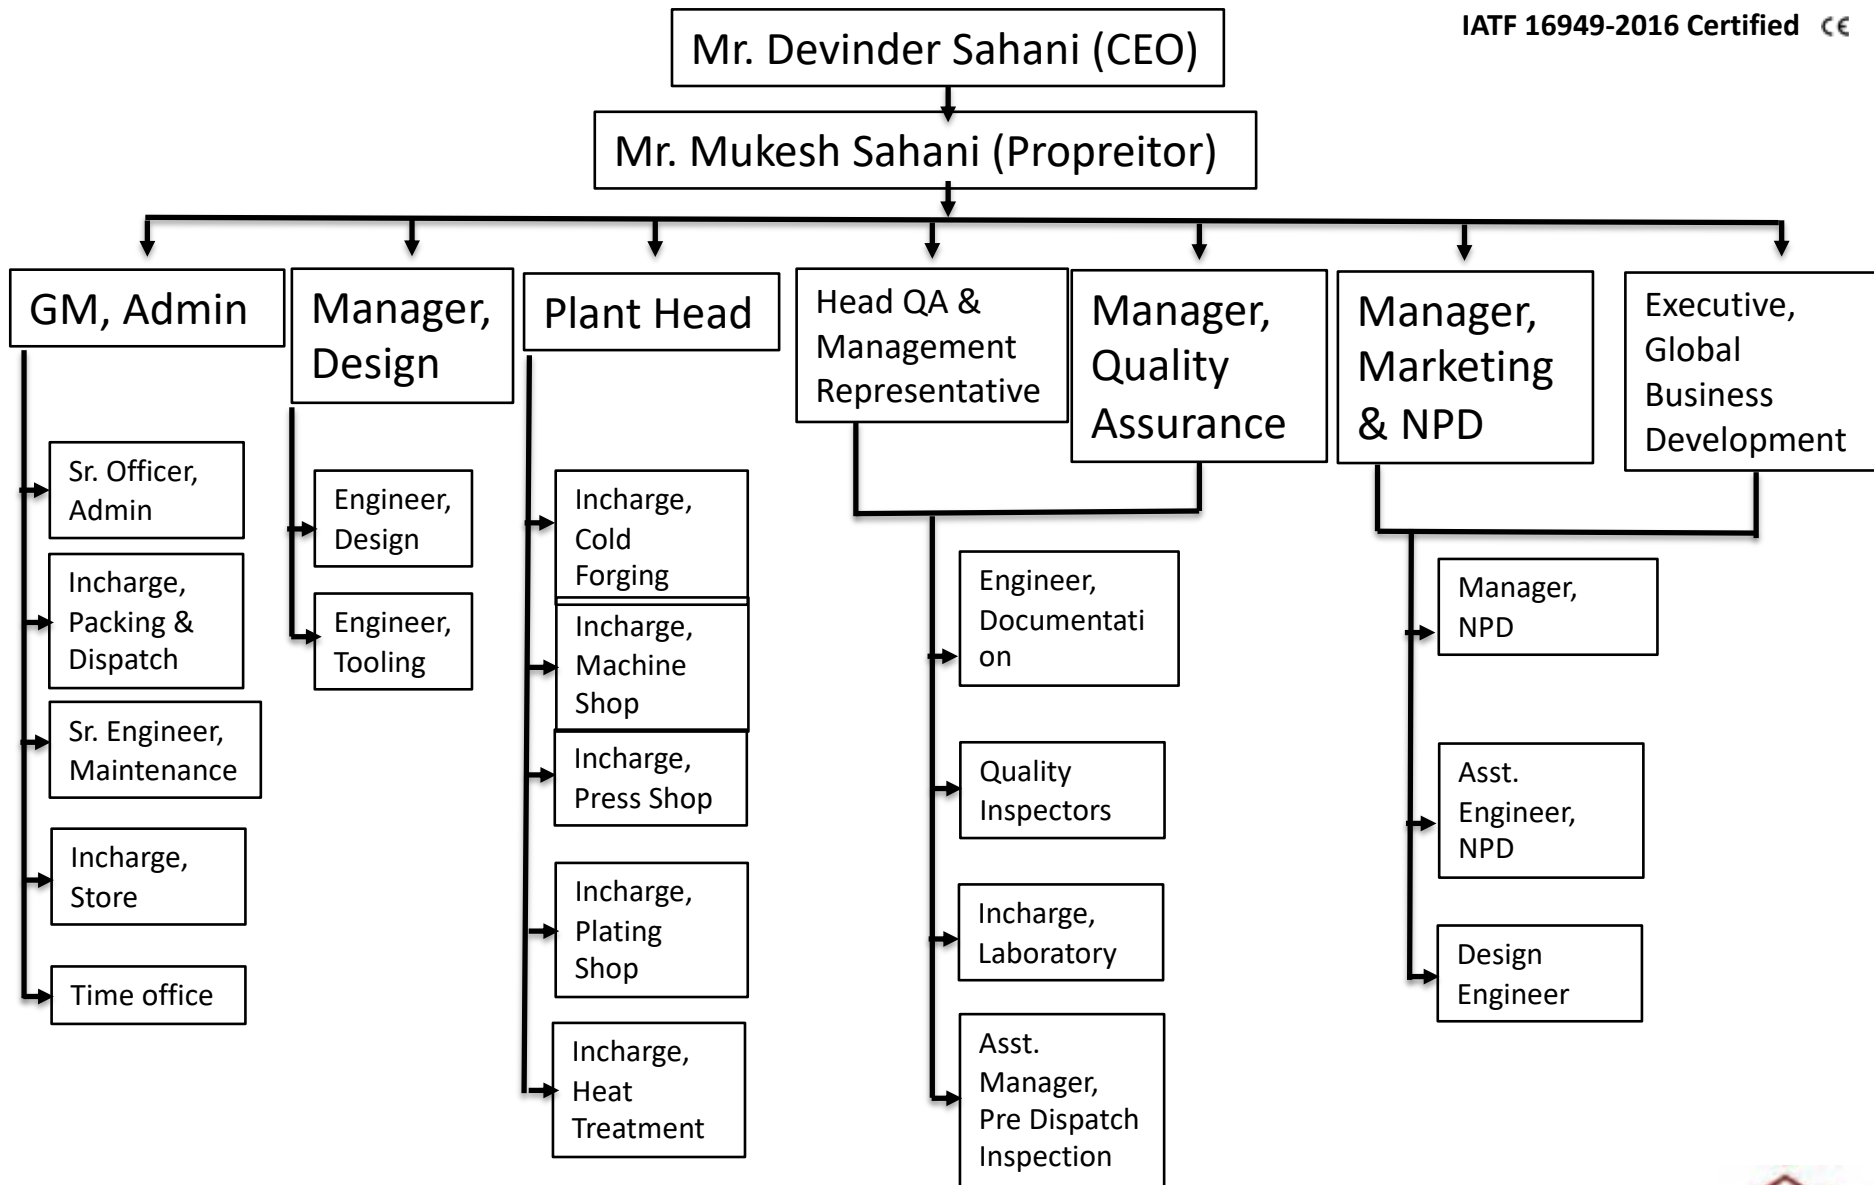 IATF 16949-2016 Certified CE
Mr. Devinder Sahani (CEO)
Mr. Mukesh Sahani (Propreitor)
GM, Admin
Manager,
Design
Plant Head
Head QA &
Management
Representative
Manager,
Quality
Assurance
Manager,
Marketing
& NPD
Executive,
Global
Business
Development
Sr. Officer,
Admin
Incharge,
Packing &
Dispatch
Sr. Engineer,
Maintenance
Incharge,
Store
Time office
Engineer,
Design
Engineer,
Tooling
Incharge,
Cold
Forging
Incharge,
Machine
Shop
Incharge,
Press Shop
Incharge,
Plating
Shop
Incharge,
Heat
Treatment
Engineer,
Documentati
on
Quality
Inspectors
Incharge,
Laboratory
Asst.
Manager,
Pre Dispatch
Inspection
Manager,
NPD
Asst.
Engineer,
NPD
Design
Engineer